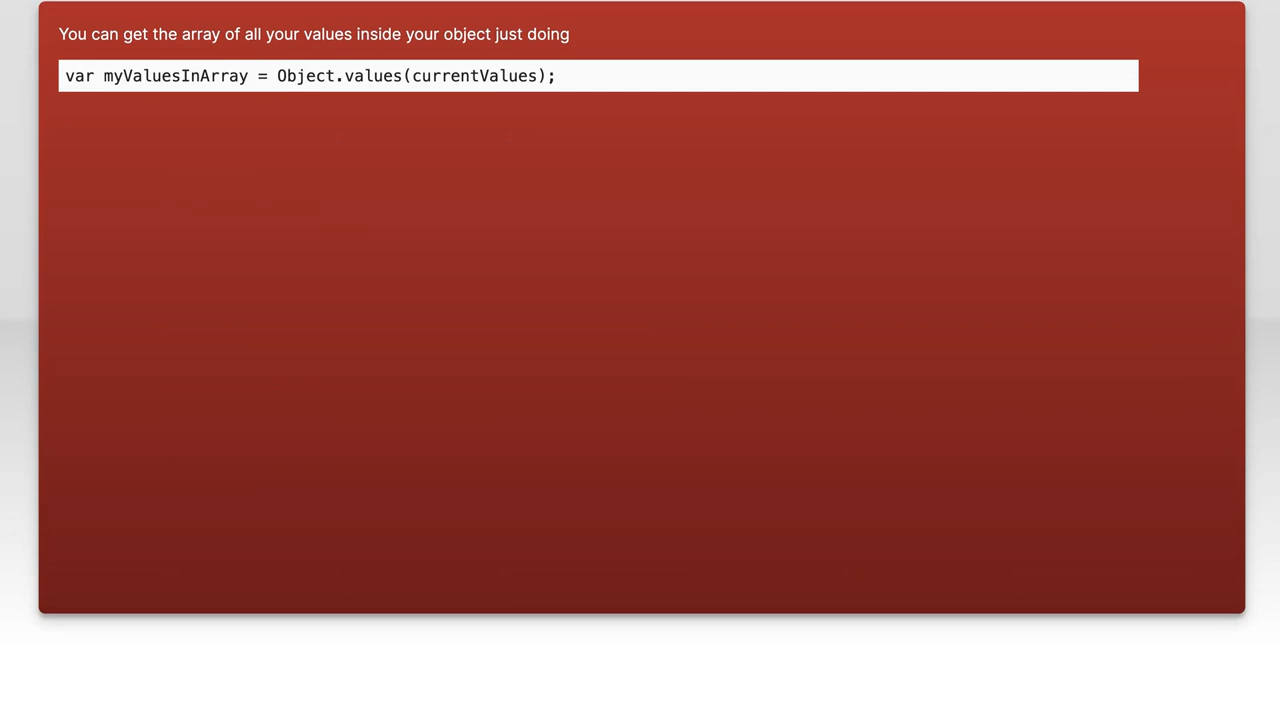 You can get the array of all your values inside your object just doing
var myValuesInArray = Object.values(currentValues);